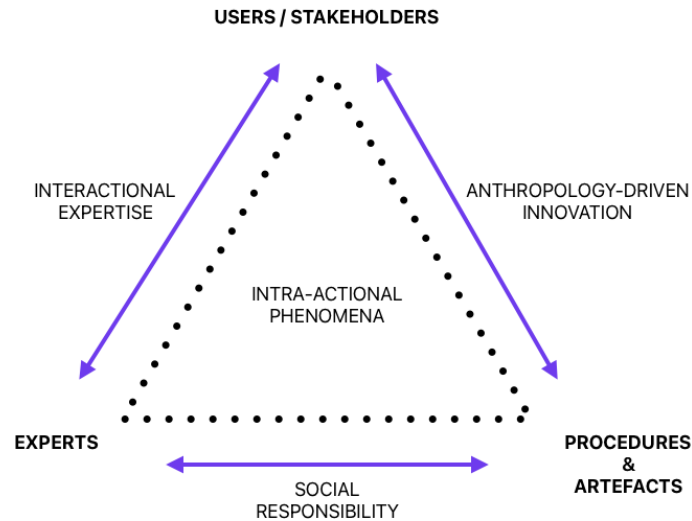 USERS / STAKEHOLDERS
INTERACTIONAL
EXPERTISE
ANTHROPOLOGY-DRIVEN
INNOVATION
INTRA-ACTIONAL
PHENOMENA
EXPERTS
PROCEDURES
&
ARTEFACTS
SOCIAL
RESPONSIBILITY